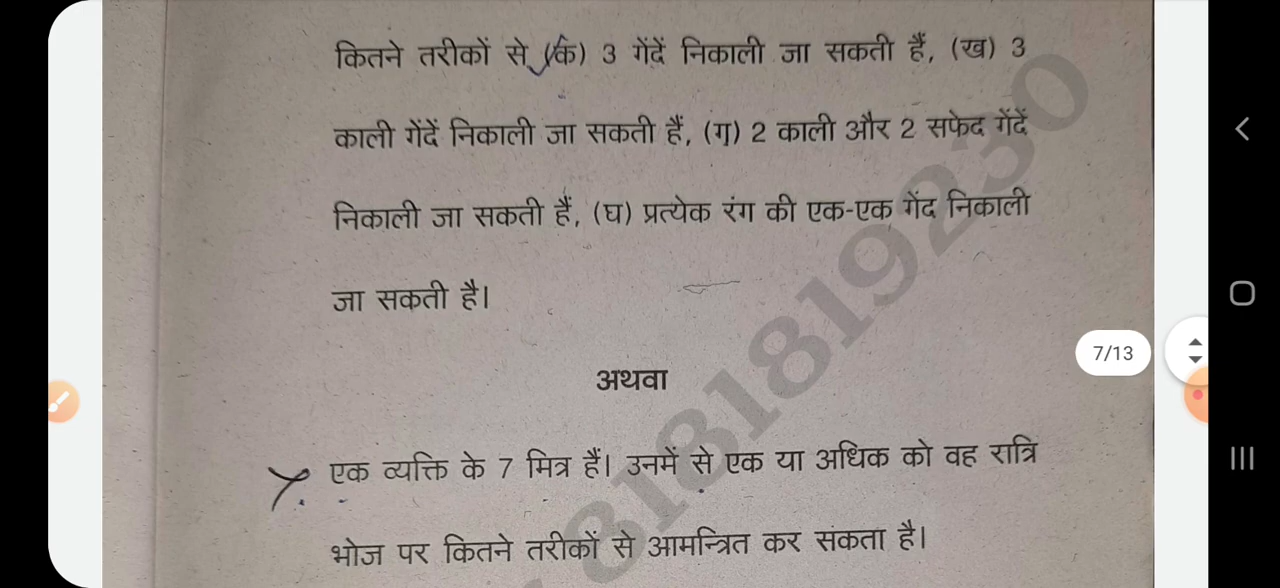 कितने तरीकों से (क) 3 गेंदें निकाली जा सकती हैं, (ख) 3
काली गेंदें निकाली जा सकती हैं, (ग) 2 काली और 2 सफेद गेंदें
निकाली जा सकती हैं, (घ) प्रत्येक रंग की एक-एक गेंद निकाली
जा सकती है।
7/13
अथवा
एक व्यक्ति के 7 मित्र हैं। उनमें से एक या अधिक को वह रात्रि
भोज पर कितने तरीकों से आमन्त्रित कर सकता है।